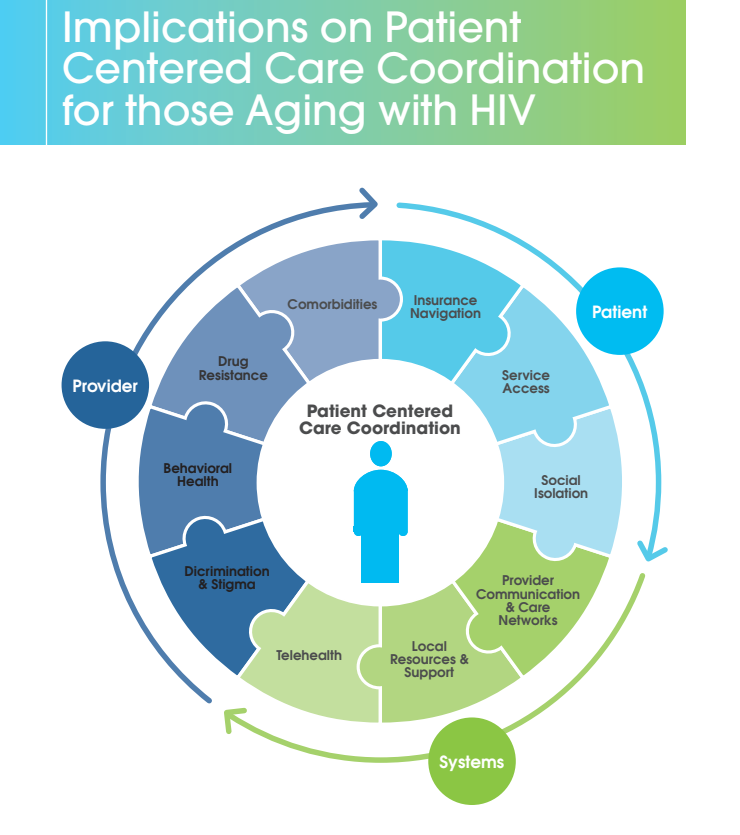 Implications on Patient
Centered Care Coordination
for those Aging with HIV
Comorbidities
Insurance
Navigation
Patient
Service
Access
Social
Isolation
Provider
Communication
& Care
Networks
Local
Resources &
Support
Systems
Telehealth
Dicrimination
& Stigma
Behavioral
Health
Drug
Resistance
Provider
Patient Centered
Care Coordination